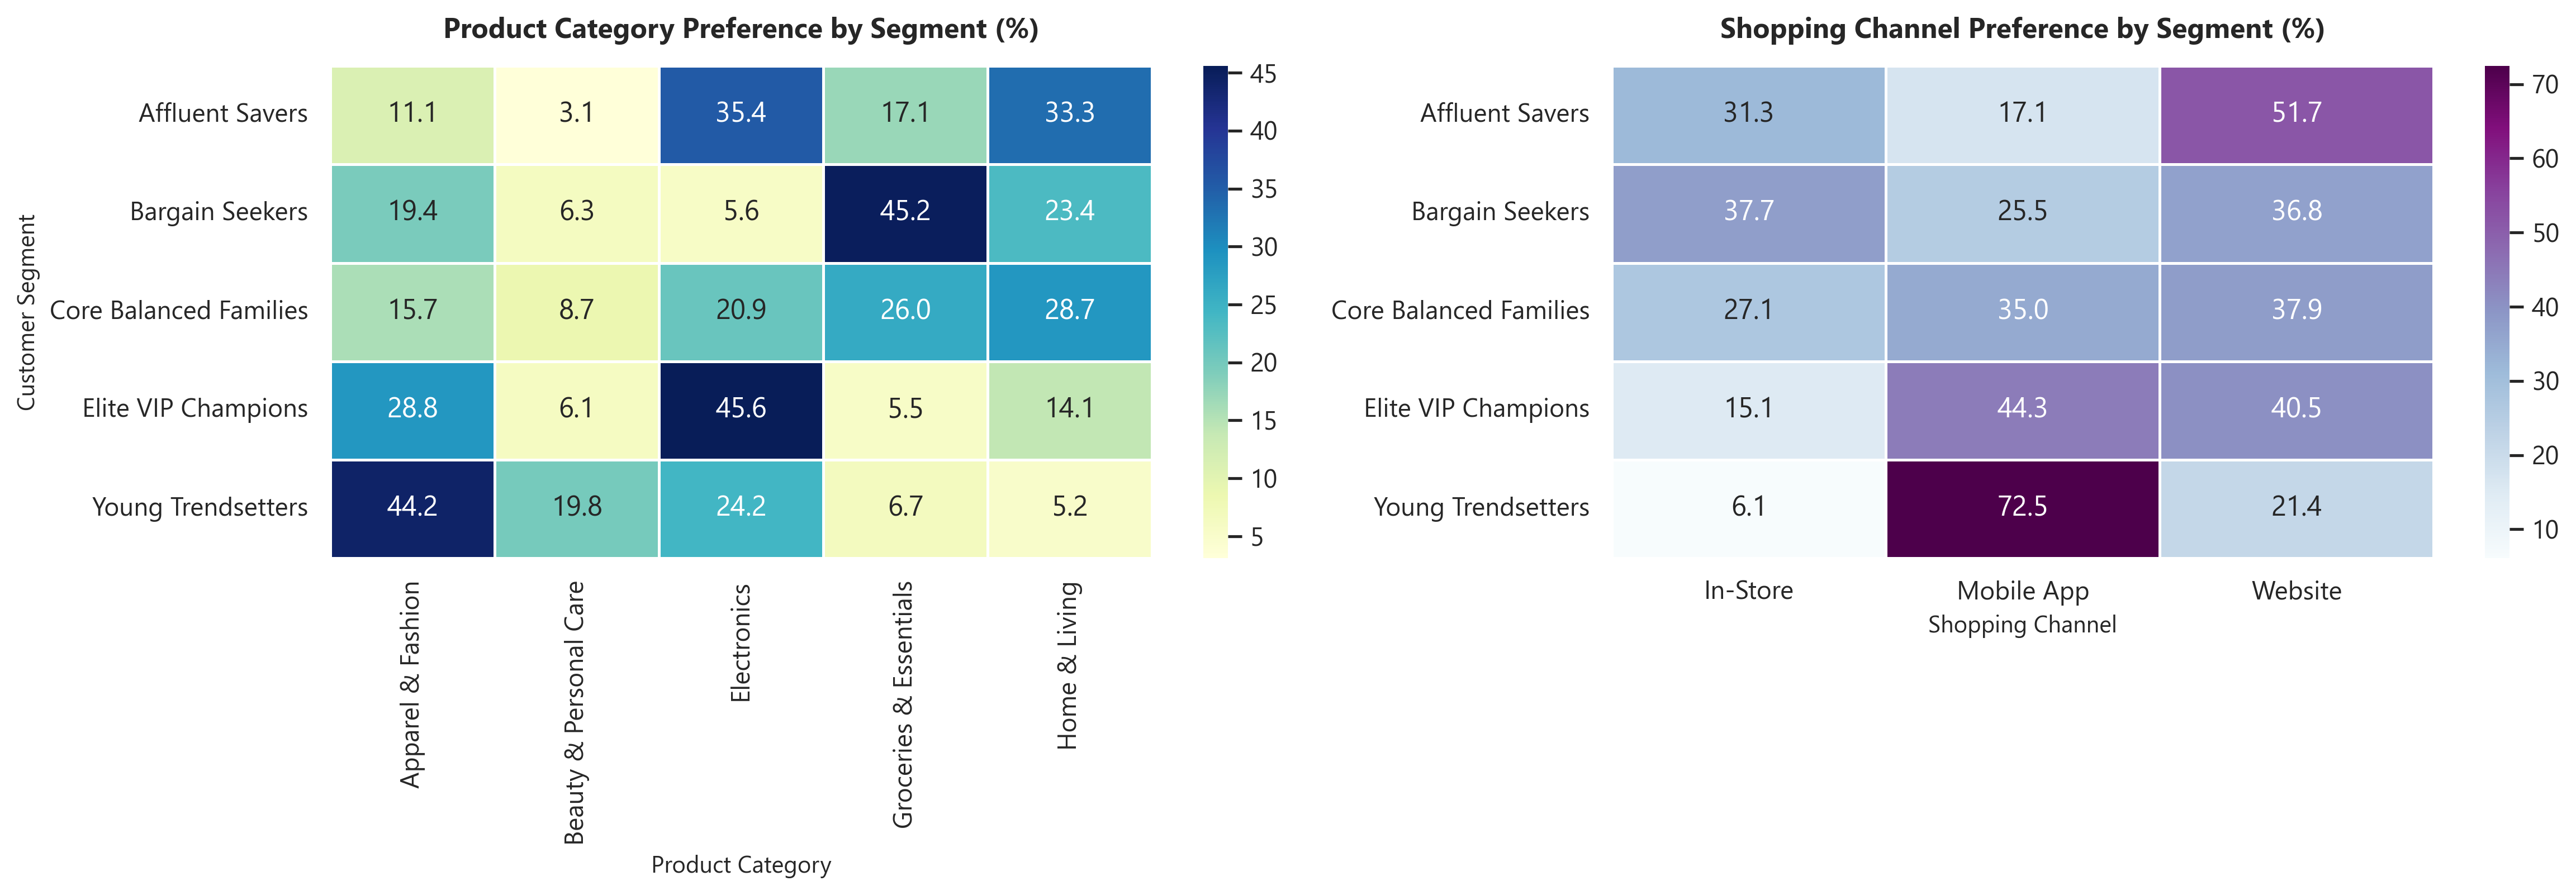 Product Category Preference by Segment (%)
Customer Segment
Affluent Savers 11.1 3.1 35.4 17.1 33.3
Bargain Seekers 19.4 6.3 5.6 45.2 23.4
Core Balanced Families 15.7 8.7 20.9 26.0 28.7
Elite VIP Champions 28.8 6.1 45.6 5.5 14.1
Young Trendsetters 44.2 19.8 24.2 6.7 5.2
Apparel & Fashion
Beauty & Personal Care
Electronics
Groceries & Essentials
Home & Living
Product Category
45
40
35
30
25
20
15
10
5
Shopping Channel Preference by Segment (%)
Affluent Savers 31.3 17.1 51.7
Bargain Seekers 37.7 25.5 36.8
Core Balanced Families 27.1 35.0 37.9
Elite VIP Champions 15.1 44.3 40.5
Young Trendsetters 6.1 72.5 21.4
In-Store Mobile App Website
Shopping Channel
70
60
50
40
30
20
10